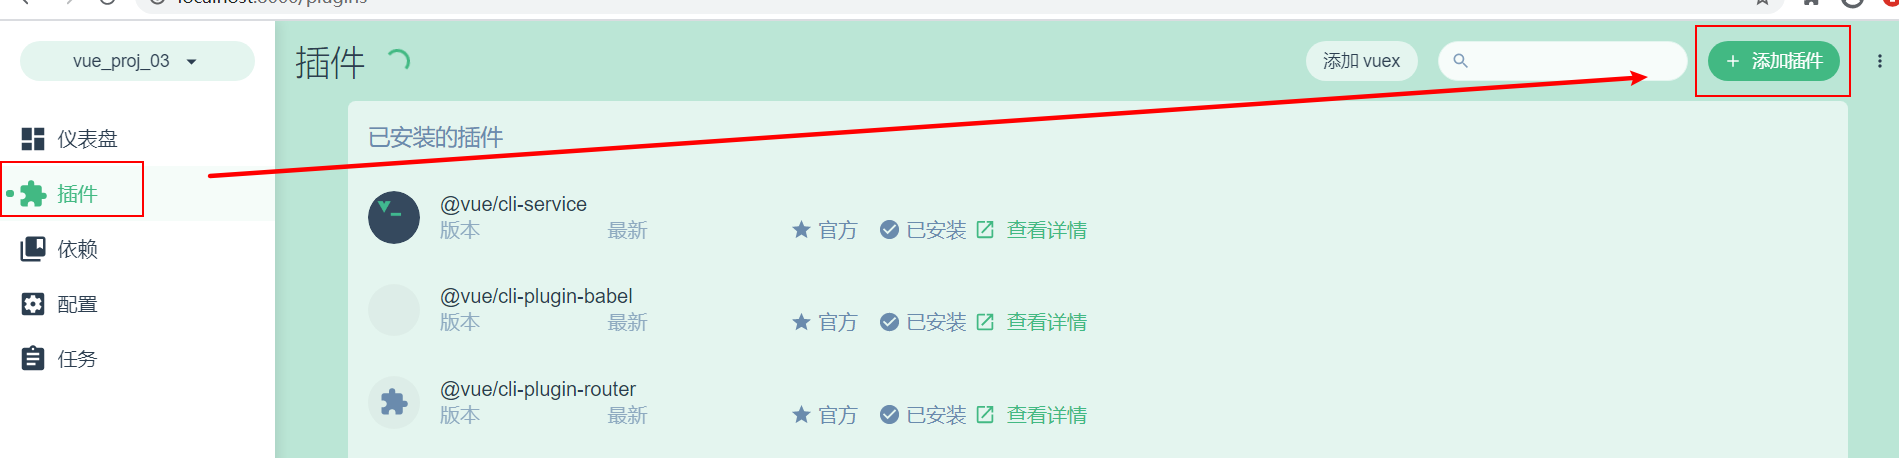 localhost:8000/plugins
vue_proj_03
插件
添加 vuex
添加插件
仪表盘
插件
依赖
配置
任务
已安装的插件
@vue/cli-service
版本 最新 官方 已安装 查看详情
@vue/cli-plugin-babel
版本 最新 官方 已安装 查看详情
@vue/cli-plugin-router
版本 最新 官方 已安装 查看详情